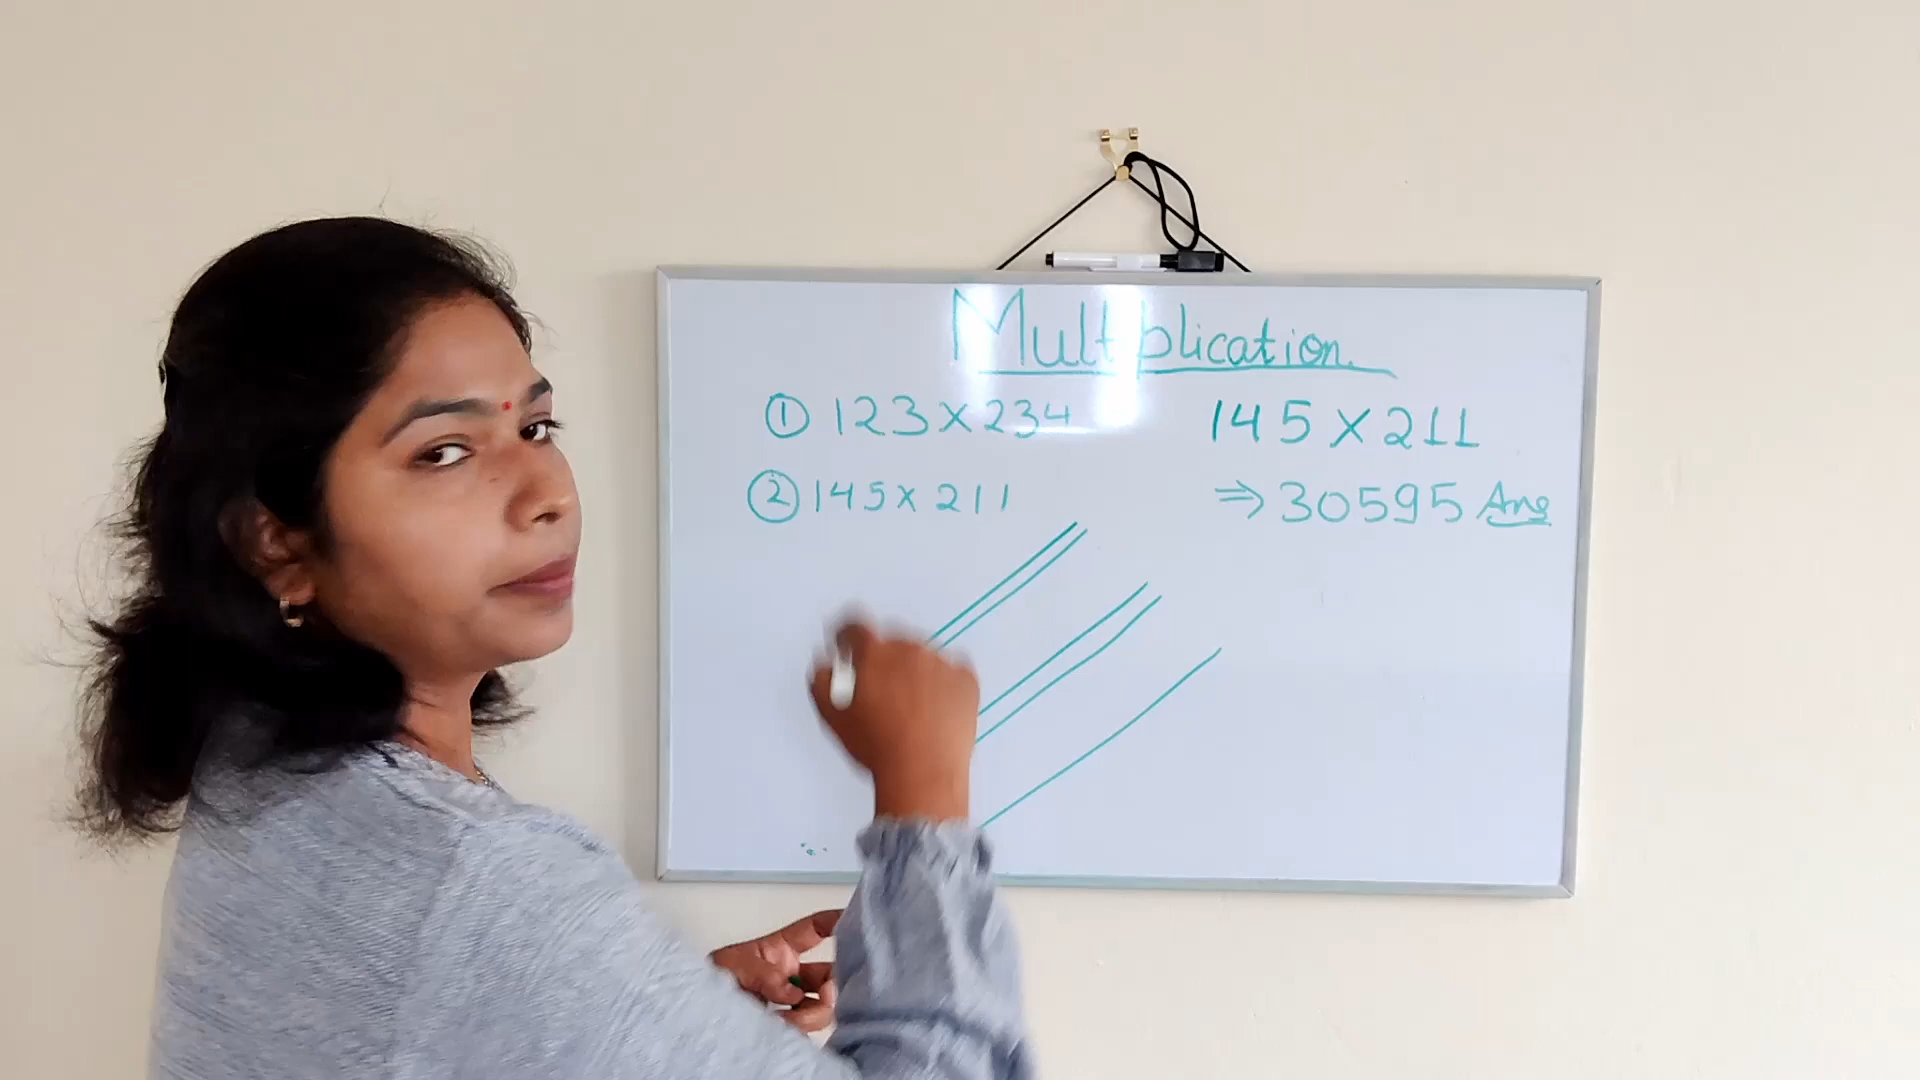 Multiplication.
① 123 x 234
② 145 x 211
145 x 211
⇒ 30595 Ans